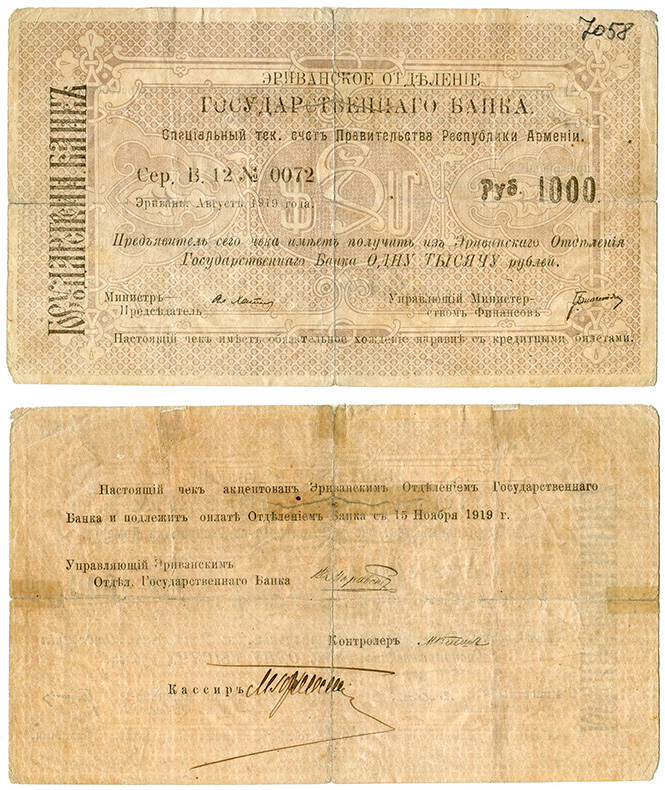 7058
ЭРИВАНСКОЕ ОТДѢЛЕНІЕ
ГОСУДАРСТВЕННАГО БАНКА.
Спеціальный тек. счетъ Правительства Республики Арменіи.
ГОСУДАРСТВЕННЫЙ БАНКЪ
Сер. В. 12 № 0072
Руб. 1000.
Эривань. Августъ 1919 года.
Предъявитель сего чека имѣетъ получить изъ Эриванскаго Отдѣленія
Государственнаго Банка ОДНУ ТЫСЯЧУ рублей.
Министръ—
Предсѣдатель
Управляющій Министер-
ствомъ Финансовъ
Настоящій чекъ имѣетъ обязательное хожденіе наравнѣ съ кредитными билетами.
Настоящій чекъ акцептованъ Эриванскимъ Отдѣленіемъ Государственнаго
Банка и подлежитъ оплатѣ Отдѣленіемъ Банка съ 15 Ноября 1919 г.
Управляющій Эриванскимъ
Отдѣл. Государственнаго Банка
Контролеръ
Кассиръ